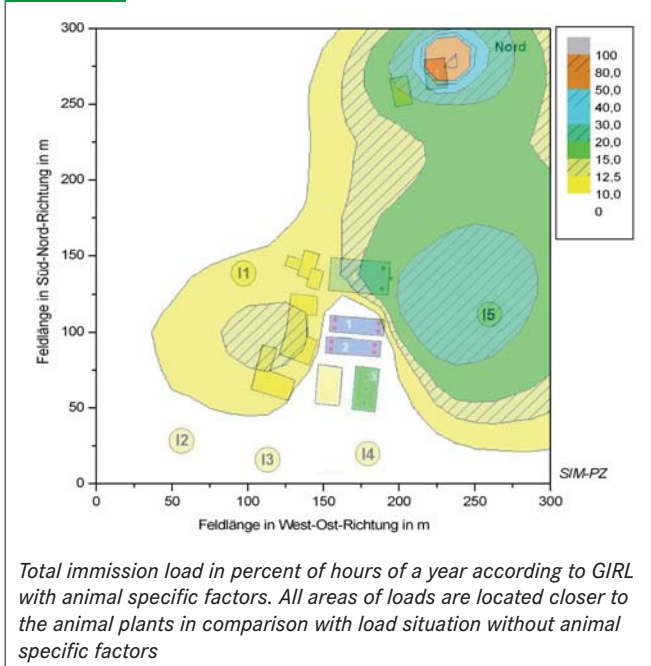 300
250
200
150
100
50
0
0
50
100
150
200
250
300
Feldlänge in Süd-Nord-Richtung in m
Feldlänge in West-Ost-Richtung in m
Nord
I1
I5
1
2
3
I2
I3
I4
SIM-PZ
100
80,0
50,0
40,0
30,0
20,0
15,0
12,5
10,0
0
Total immission load in percent of hours of a year according to GIRL
with animal specific factors. All areas of loads are located closer to
the animal plants in comparison with load situation without animal
specific factors